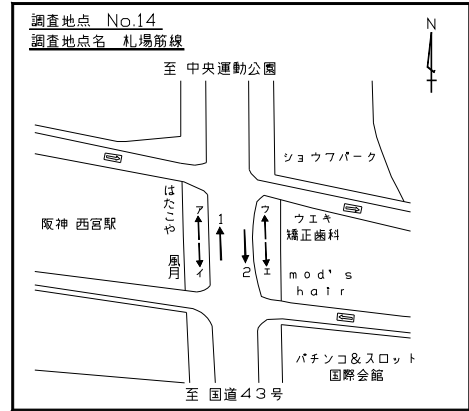 調査地点 No.14
調査地点名 札場筋線
N
至 中央運動公園
ショウフパーク
はたごや
ア
1
ウ
ウエキ
矯正歯科
阪神 西宮駅
風月
イ
2
エ
mod's
hair
パチンコ&スロット
国際会館
至 国道43号